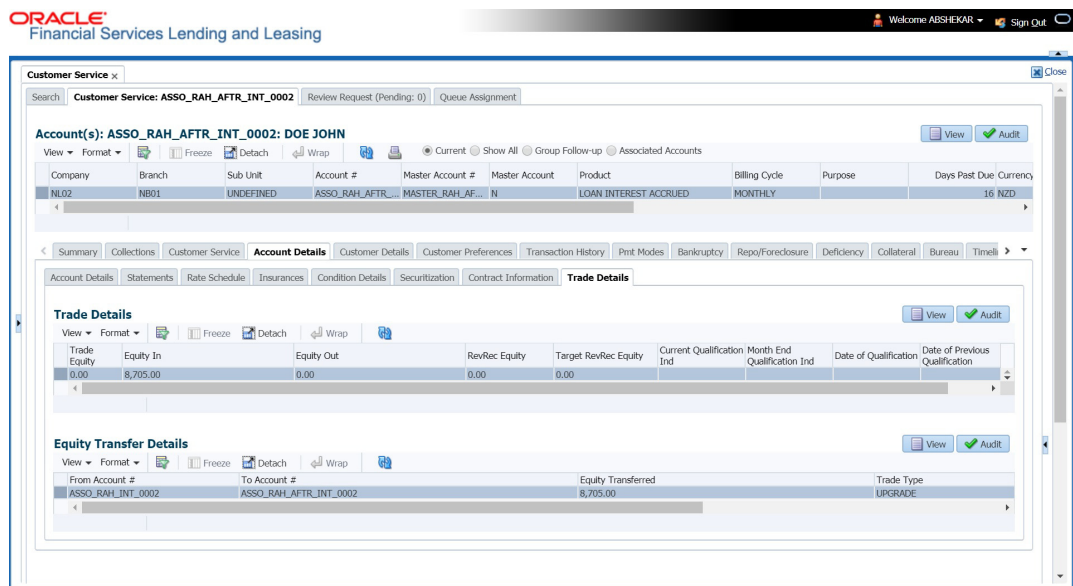 ORACLE®
Financial Services Lending and Leasing
Welcome ABSHEKAR
Sign Out
Customer Service x
Close
Search Customer Service: ASSO_RAH_AFTR_INT_0002 Review Request (Pending: 0) Queue Assignment
Account(s): ASSO_RAH_AFTR_INT_0002: DOE JOHN
View Audit
View Format Freeze Detach Wrap Current Show All Group Follow-up Associated Accounts
Company Branch Sub Unit Account # Master Account # Master Account Product Billing Cycle Purpose Days Past Due Currency
NL02 NB01 UNDEFINED ASSO_RAH_AFTR_... MASTER_RAH_AF... N LOAN INTEREST ACCRUED MONTHLY 16 NZD
Summary Collections Customer Service Account Details Customer Details Customer Preferences Transaction History Pmt Modes Bankruptcy Repo/Foreclosure Deficiency Collateral Bureau Timeli
Account Details Statements Rate Schedule Insurances Condition Details Securitization Contract Information Trade Details
Trade Details
View Audit
View Format Freeze Detach Wrap
Trade Equity Equity In Equity Out RevRec Equity Target RevRec Equity Current Qualification Ind Month End Qualification Ind Date of Qualification Date of Previous Qualification
0.00 8,705.00 0.00 0.00 0.00
Equity Transfer Details
View Audit
View Format Freeze Detach Wrap
From Account # To Account # Equity Transferred Trade Type
ASSO_RAH_INT_0002 ASSO_RAH_AFTR_INT_0002 8,705.00 UPGRADE